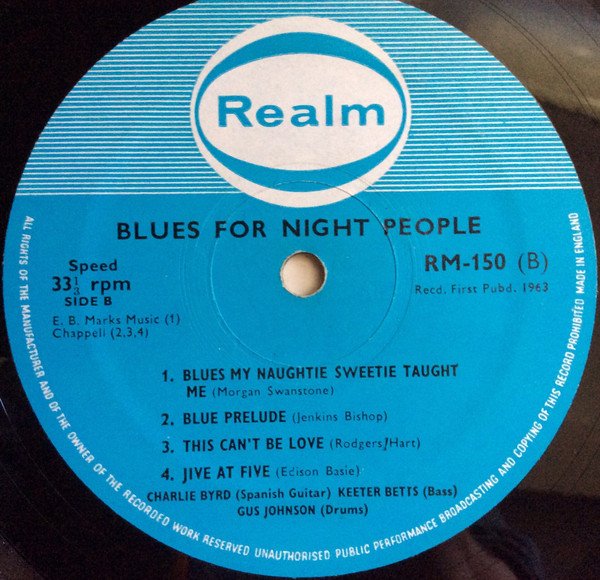 Realm
BLUES FOR NIGHT PEOPLE
Speed
33⅓ rpm
SIDE B
RM-150 (B)
Recd. First Pubd. 1963
E. B. Marks Music (1)
Chappell (2,3,4)
1. BLUES MY NAUGHTIE SWEETIE TAUGHT
ME (Morgan Swanstone)
2. BLUE PRELUDE (Jenkins Bishop)
3. THIS CAN'T BE LOVE (Rodgers/Hart)
4. JIVE AT FIVE (Edison Basie)
CHARLIE BYRD (Spanish Guitar) KEETER BETTS (Bass)
GUS JOHNSON (Drums)
ALL RIGHTS OF THE MANUFACTURER AND OF THE OWNER OF THE RECORDED WORK RESERVED UNAUTHORISED PUBLIC PERFORMANCE BROADCASTING AND COPYING OF THIS RECORD PROHIBITED MADE IN ENGLAND